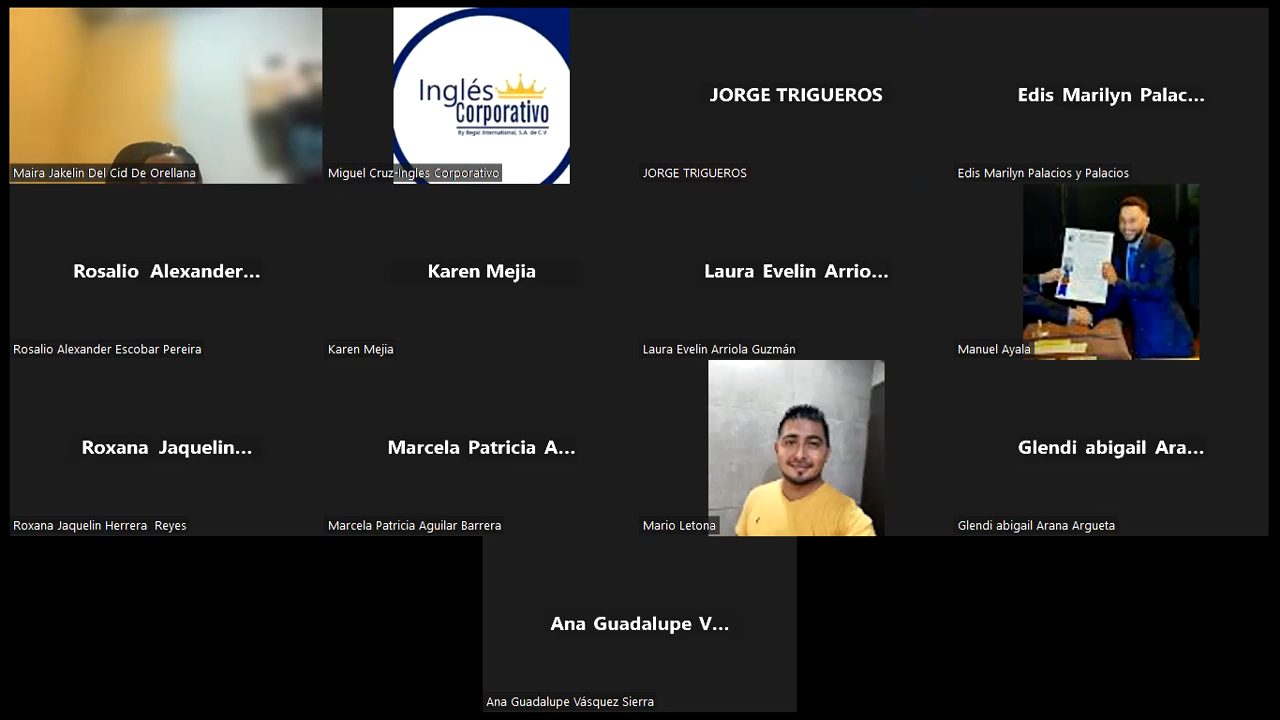 Inglés
Corporativo
By Regal International, S.A. de C.V
JORGE TRIGUEROS
Edis Marilyn Palac...
Maira Jakelin Del Cid De Orellana
Miguel Cruz-Ingles Corporativo
JORGE TRIGUEROS
Edis Marilyn Palacios y Palacios
Rosalio Alexander...
Karen Mejia
Laura Evelin Arrio...
Rosalio Alexander Escobar Pereira
Karen Mejia
Laura Evelin Arriola Guzmán
Manuel Ayala
Roxana Jaquelin...
Marcela Patricia A...
Glendi abigail Ara...
Roxana Jaquelin Herrera Reyes
Marcela Patricia Aguilar Barrera
Mario Letona
Glendi abigail Arana Argueta
Ana Guadalupe V...
Ana Guadalupe Vásquez Sierra